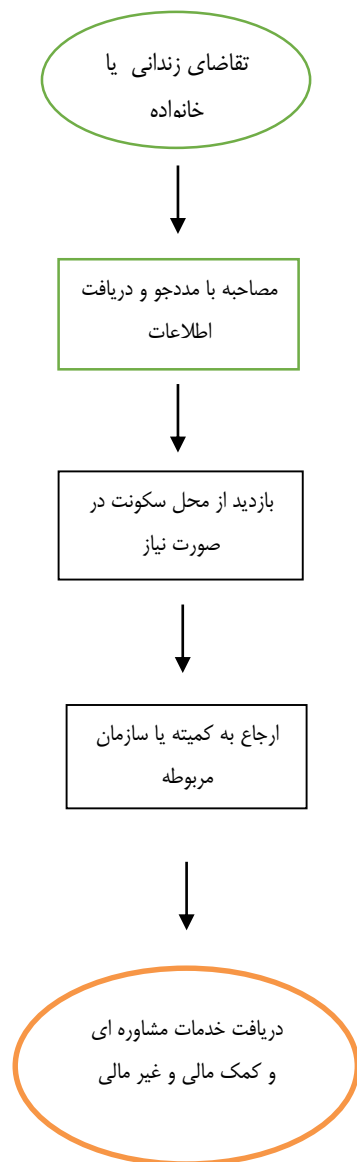 تقاضای زندانی یا
خانواده
مصاحبه با مددجو و دریافت
اطلاعات
بازدید از محل سکونت در
صورت نیاز
ارجاع به کمیته یا سازمان
مربوطه
دریافت خدمات مشاوره ای
و کمک مالی و غیر مالی